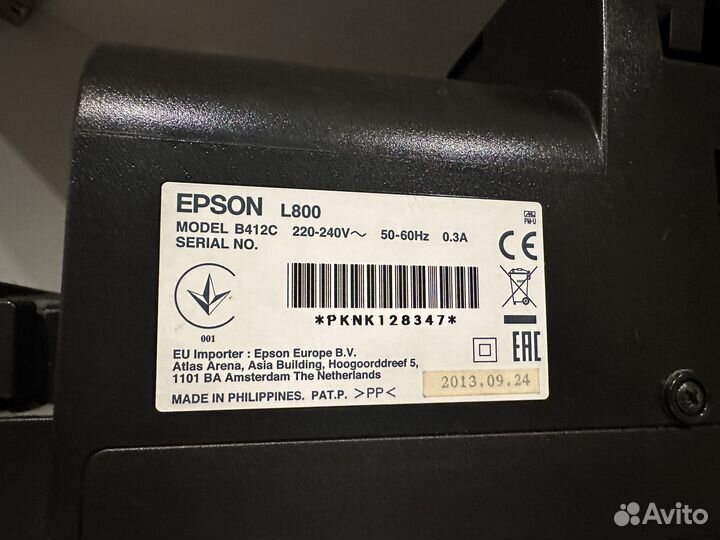 EPSON L800
MODEL B412C 220-240V~ 50-60Hz 0.3A
SERIAL NO.
PM-U
CE
001
*PKNK128347*
EU Importer : Epson Europe B.V.
Atlas Arena, Asia Building, Hoogoorddreef 5,
1101 BA Amsterdam The Netherlands
EAC
2013.09.24
MADE IN PHILIPPINES. PAT.P. >PP<
Avito